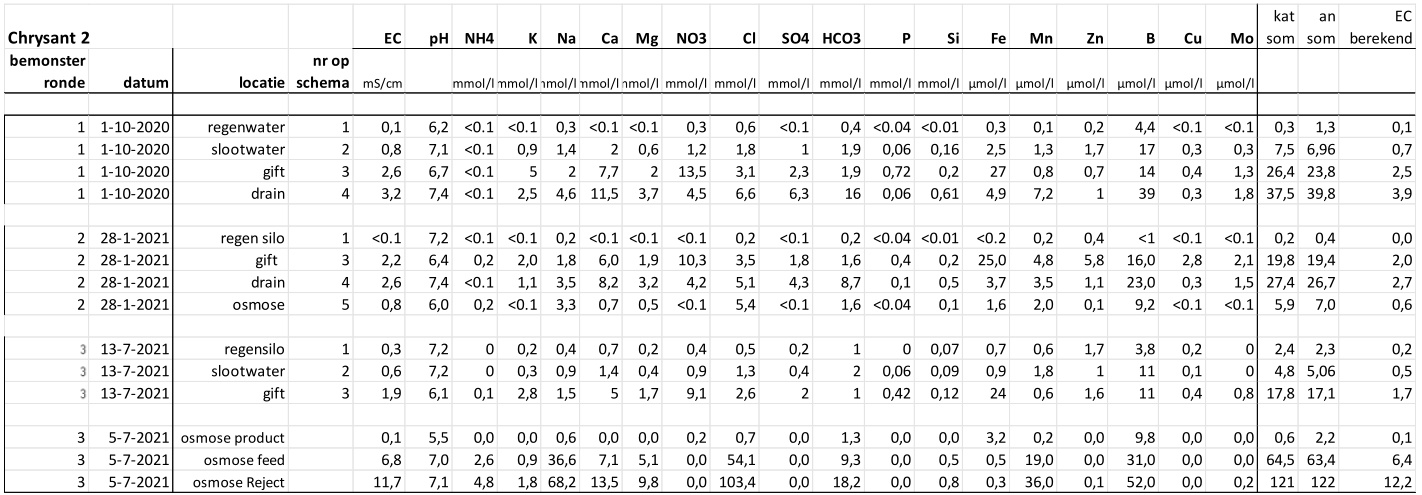 kat an EC
Chrysant 2 EC pH NH4 K Na Ca Mg NO3 Cl SO4 HCO3 P Si Fe Mn Zn B Cu Mo som som berekend
bemonster nr op
ronde datum locatie schema mS/cm mmol/l mmol/l mmol/l mmol/l mmol/l mmol/l mmol/l mmol/l mmol/l mmol/l mmol/l µmol/l µmol/l µmol/l µmol/l µmol/l µmol/l
1 1-10-2020 regenwater 1 0,1 6,2 <0.1 <0.1 0,3 <0.1 <0.1 0,3 0,6 <0.1 0,4 <0.04 <0.01 0,3 0,1 0,2 4,4 <0.1 <0.1 0,3 1,3 0,1
1 1-10-2020 slootwater 2 0,8 7,1 <0.1 0,9 1,4 2 0,6 1,2 1,8 1 1,9 0,06 0,16 2,5 1,3 1,7 17 0,3 0,3 7,5 6,96 0,7
1 1-10-2020 gift 3 2,6 6,7 <0.1 5 2 7,7 2 13,5 3,1 2,3 1,9 0,72 0,2 27 0,8 0,7 14 0,4 1,3 26,4 23,8 2,5
1 1-10-2020 drain 4 3,2 7,4 <0.1 2,5 4,6 11,5 3,7 4,5 6,6 6,3 16 0,06 0,61 4,9 7,2 1 39 0,3 1,8 37,5 39,8 3,9
2 28-1-2021 regen silo 1 <0.1 7,2 <0.1 <0.1 0,2 <0.1 <0.1 <0.1 0,2 <0.1 0,2 <0.04 <0.01 <0.2 0,2 0,4 <1 <0.1 <0.1 0,2 0,4 0,0
2 28-1-2021 gift 3 2,2 6,4 0,2 2,0 1,8 6,0 1,9 10,3 3,5 1,8 1,6 0,4 0,2 25,0 4,8 5,8 16,0 2,8 2,1 19,8 19,4 2,0
2 28-1-2021 drain 4 2,6 7,4 <0.1 1,1 3,5 8,2 3,2 4,2 5,1 4,3 8,7 0,1 0,5 3,7 3,5 1,1 23,0 0,3 1,5 27,4 26,7 2,7
2 28-1-2021 osmose 5 0,8 6,0 0,2 <0.1 3,3 0,7 0,5 <0.1 5,4 <0.1 1,6 <0.04 0,1 1,6 2,0 0,1 9,2 <0.1 <0.1 5,9 7,0 0,6
3 13-7-2021 regensilo 1 0,3 7,2 0 0,2 0,4 0,7 0,2 0,4 0,5 0,2 1 0 0,07 0,7 0,6 1,7 3,8 0,2 0 2,4 2,3 0,2
3 13-7-2021 slootwater 2 0,6 7,2 0 0,3 0,9 1,4 0,4 0,9 1,3 0,4 2 0,06 0,09 0,9 1,8 1 11 0,1 0 4,8 5,06 0,5
3 13-7-2021 gift 3 1,9 6,1 0,1 2,8 1,5 5 1,7 9,1 2,6 2 1 0,42 0,12 24 0,6 1,6 11 0,4 0,8 17,8 17,1 1,7
3 5-7-2021 osmose product 0,1 5,5 0,0 0,0 0,6 0,0 0,0 0,2 0,7 0,0 1,3 0,0 0,0 3,2 0,2 0,0 9,8 0,0 0,0 0,6 2,2 0,1
3 5-7-2021 osmose feed 6,8 7,0 2,6 0,9 36,6 7,1 5,1 0,0 54,1 0,0 9,3 0,0 0,5 0,5 19,0 0,0 31,0 0,0 0,0 64,5 63,4 6,4
3 5-7-2021 osmose Reject 11,7 7,1 4,8 1,8 68,2 13,5 9,8 0,0 103,4 0,0 18,2 0,0 0,8 0,3 36,0 0,1 52,0 0,0 0,2 121 122 12,2